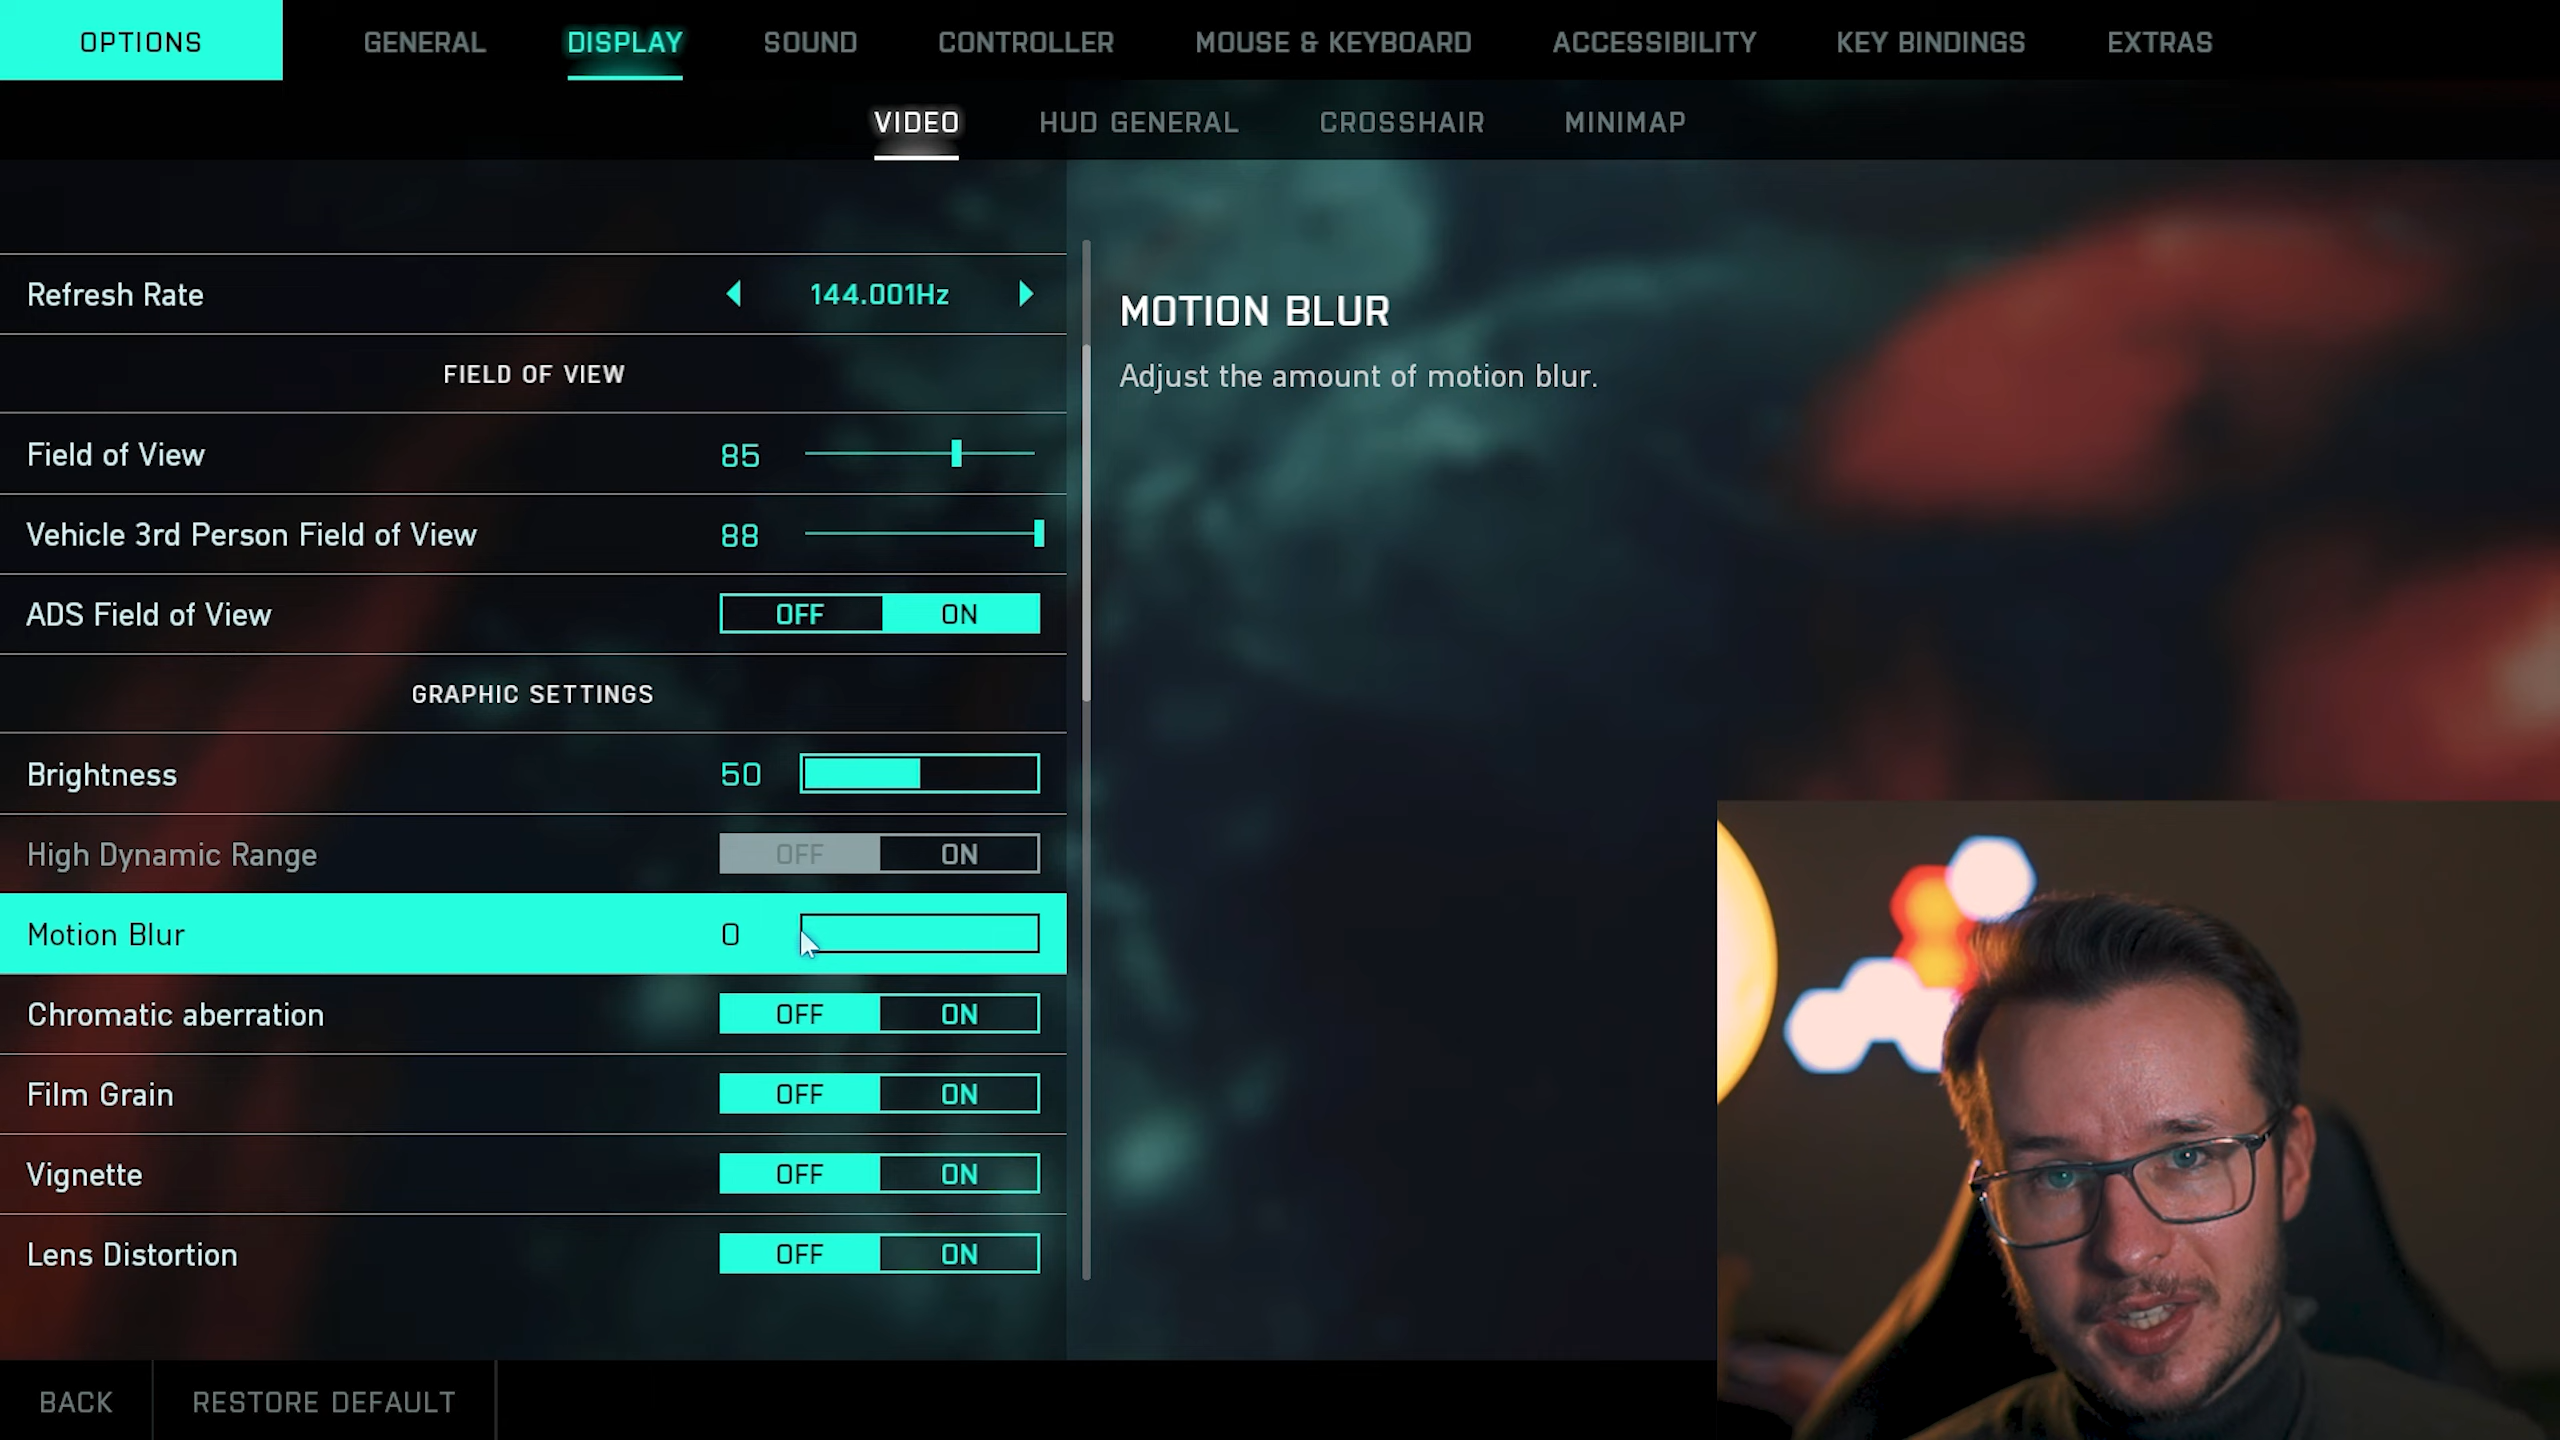 OPTIONS GENERAL DISPLAY SOUND CONTROLLER MOUSE & KEYBOARD ACCESSIBILITY KEY BINDINGS EXTRAS
VIDEO HUD GENERAL CROSSHAIR MINIMAP
Refresh Rate 144.001Hz
FIELD OF VIEW
Field of View 85
Vehicle 3rd Person Field of View 88
ADS Field of View OFF ON
GRAPHIC SETTINGS
Brightness 50
High Dynamic Range OFF ON
Motion Blur 0
Chromatic aberration OFF ON
Film Grain OFF ON
Vignette OFF ON
Lens Distortion OFF ON
MOTION BLUR
Adjust the amount of motion blur.
BACK RESTORE DEFAULT